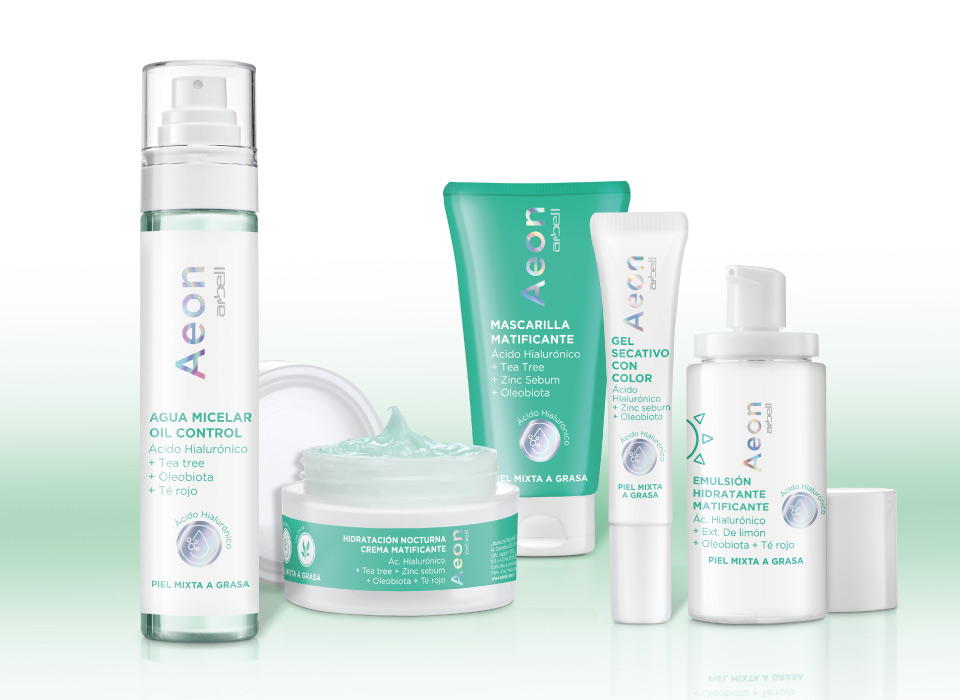 Aeon
arbell
AGUA MICELAR
OIL CONTROL
Ácido Hialurónico
+ Tea tree
+ Oleobiota
+ Té rojo
Ácido Hialurónico
PIEL MIXTA A GRASA
HIDRATACIÓN NOCTURNA
CREMA MATIFICANTE
Ác. Hialurónico
+ Tea tree + Zinc sebum
+ Oleobiota + Té rojo
MIXTA A GRASA
Aeon
arbell
Aeon
arbell
MASCARILLA
MATIFICANTE
Ácido Hialurónico
+ Tea Tree
+ Zinc Sebum
+ Oleobiota
Ácido Hialurónico
PIEL MIXTA A GRASA
Aeon
arbell
GEL
SECATIVO
CON
COLOR
Ácido
Hialurónico
+ Zinc sebum
+ Oleobiota
Ácido Hialurónico
PIEL MIXTA
A GRASA
Aeon
arbell
EMULSIÓN
HIDRATANTE
MATIFICANTE
Ác. Hialurónico
+ Ext. De limón
+ Oleobiota + Té rojo
Ácido Hialurónico
PIEL MIXTA A GRASA